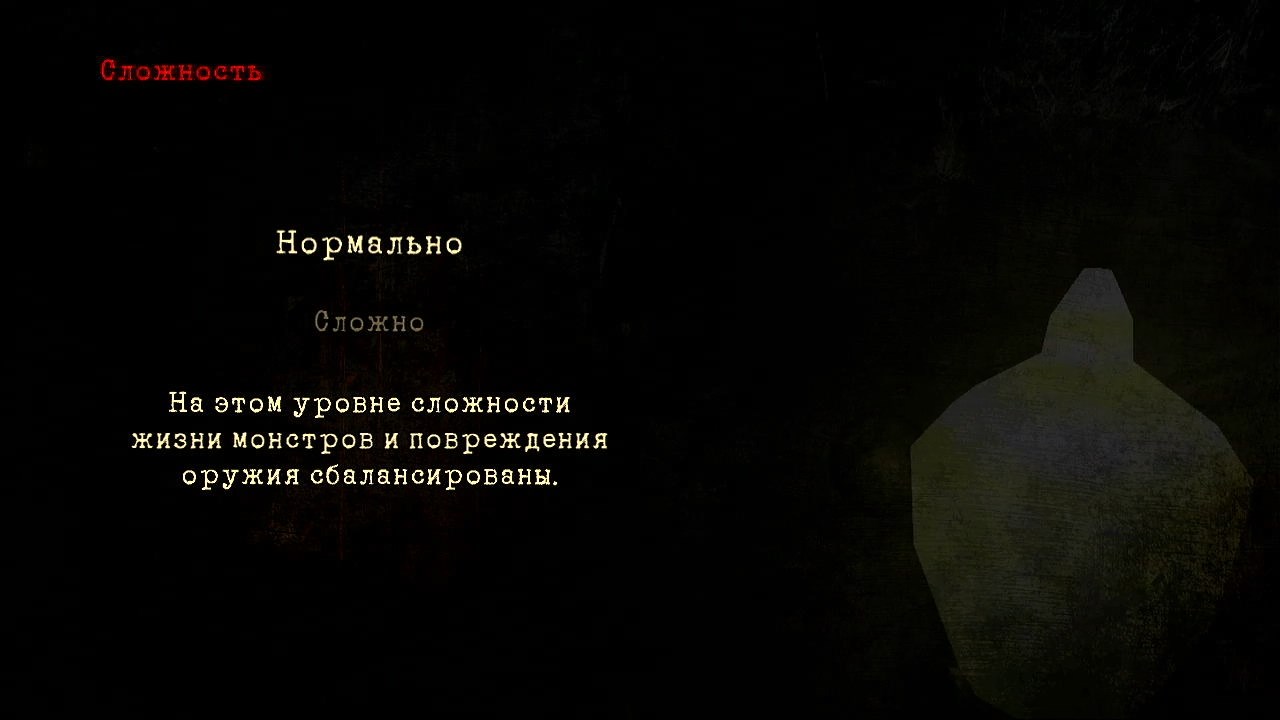 Сложность
Нормально
Сложно
На этом уровне сложности
жизни монстров и повреждения
оружия сбалансированы.